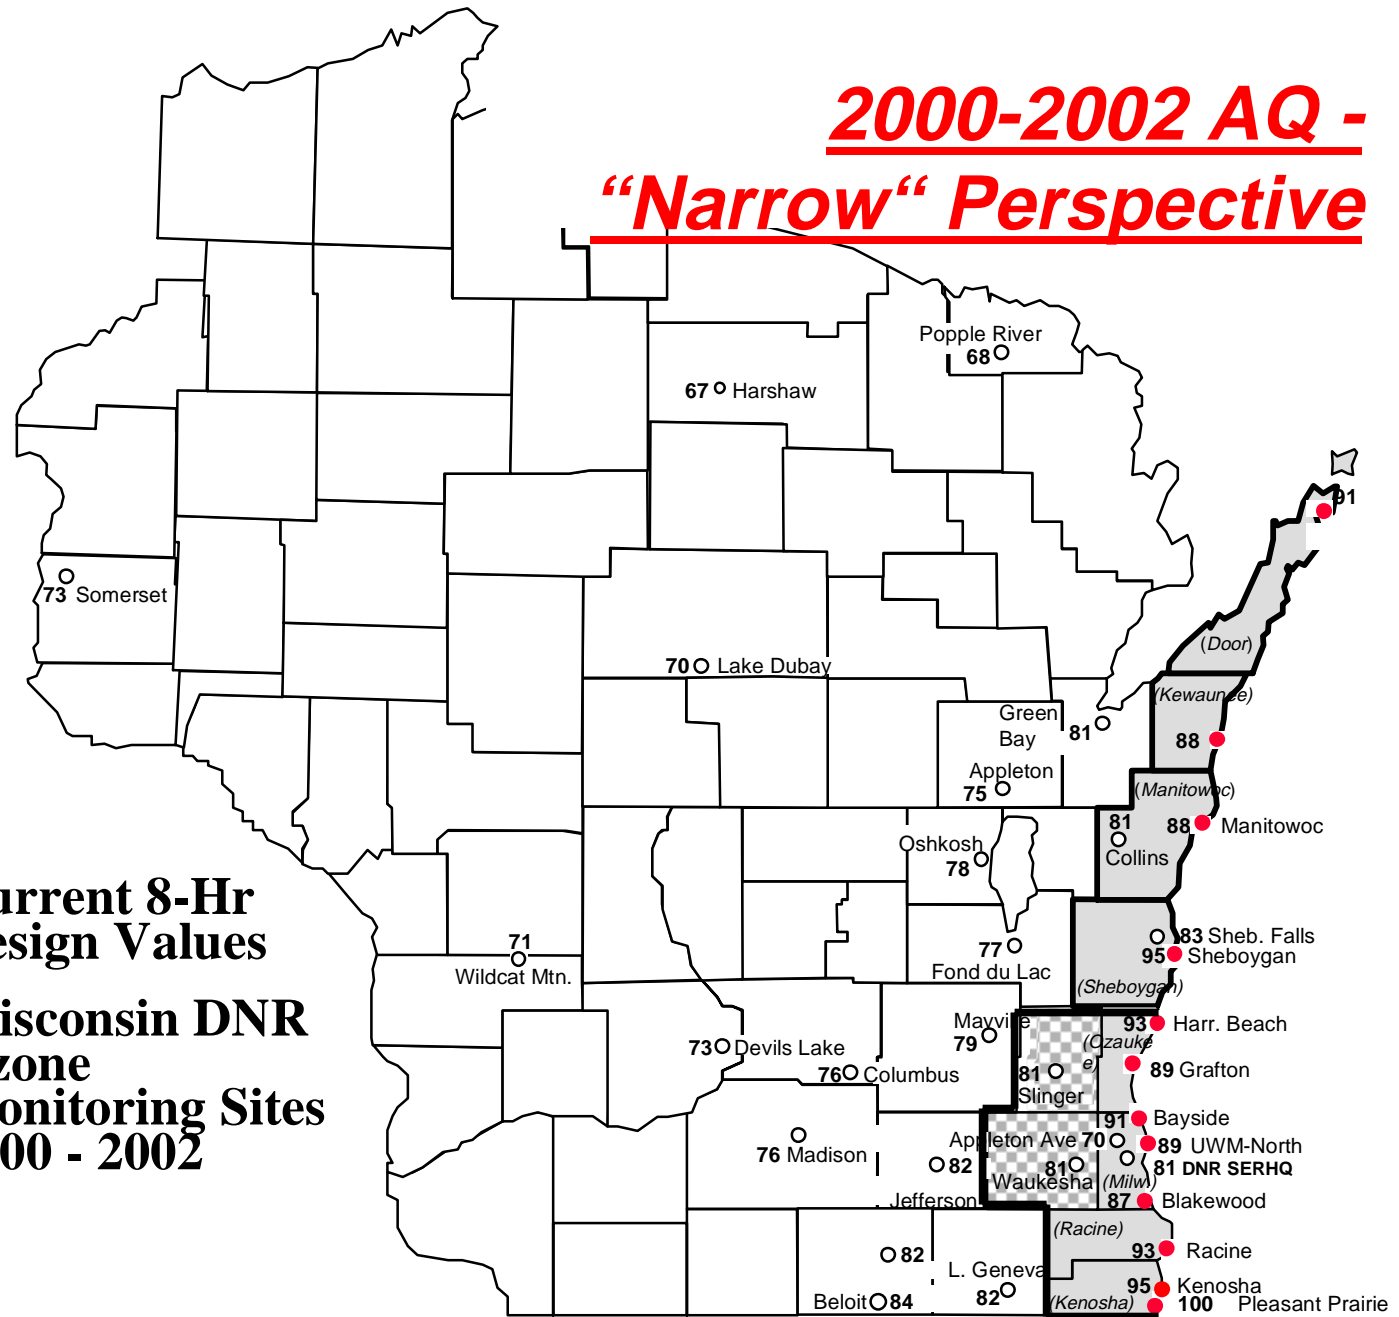 2000-2002 AQ -
“Narrow“ Perspective
Popple River
68
67 Harshaw
91
73 Somerset
(Door)
70 Lake Dubay
(Kewaunee)
Green
Bay
81
88
Appleton
75
(Manitowoc)
81
Collins
88 Manitowoc
Oshkosh
78
urrent 8-Hr
esign Values
71
Wildcat Mtn.
77
Fond du Lac
83 Sheb. Falls
95 Sheboygan
(Sheboygan)
isconsin DNR
zone
onitoring Sites
00 - 2002
Mayville
79
93 Harr. Beach
(Ozauke
e)
73 Devils Lake
76 Columbus
81
Slinger
89 Grafton
91 Bayside
Appleton Ave 70
89 UWM-North
76 Madison
82
Jefferson
81
Waukesha
(Milw.)
81 DNR SERHQ
87 Blakewood
(Racine)
93 Racine
82
L. Geneva
82
Beloit 84
95 Kenosha
(Kenosha)
100 Pleasant Prairie